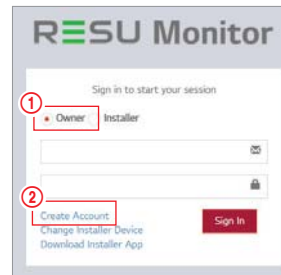 RESU Monitor
Sign in to start your session
①
Owner Installer
②
Create Account
Sign In
Change Installer Device
Download Installer App